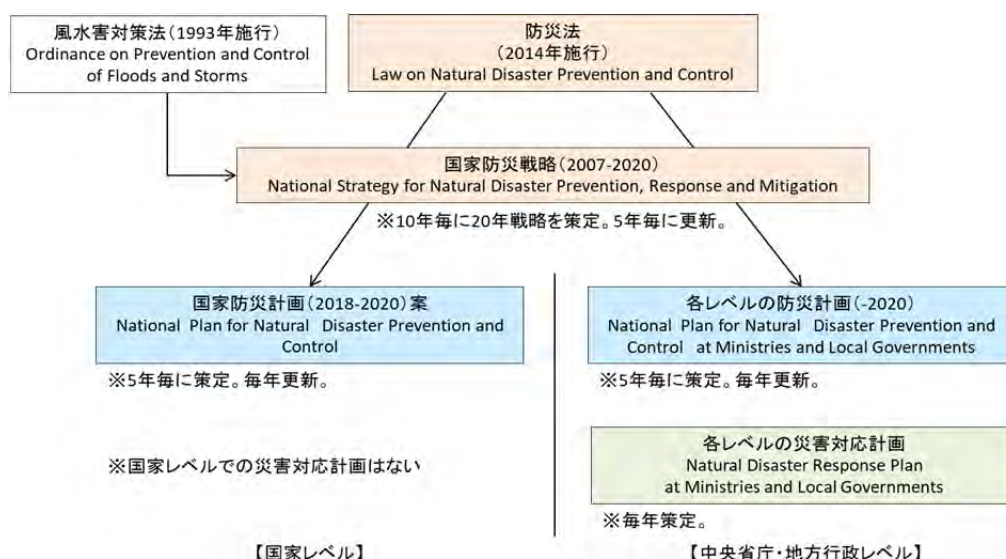 風水害対策法（1993年施行）
Ordinance on Prevention and Control
of Floods and Storms
防災法
（2014年施行）
Law on Natural Disaster Prevention and Control
国家防災戦略（2007-2020）
National Strategy for Natural Disaster Prevention, Response and Mitigation
※10年毎に20年戦略を策定。5年毎に更新。
国家防災計画（2018-2020）案
National Plan for Natural Disaster Prevention and
Control
※5年毎に策定。毎年更新。
※国家レベルでの災害対応計画はない
【国家レベル】
各レベルの防災計画（-2020）
National Plan for Natural Disaster Prevention and
Control at Ministries and Local Governments
※5年毎に策定。毎年更新。
各レベルの災害対応計画
Natural Disaster Response Plan
at Ministries and Local Governments
※毎年策定。
【中央省庁・地方行政レベル】